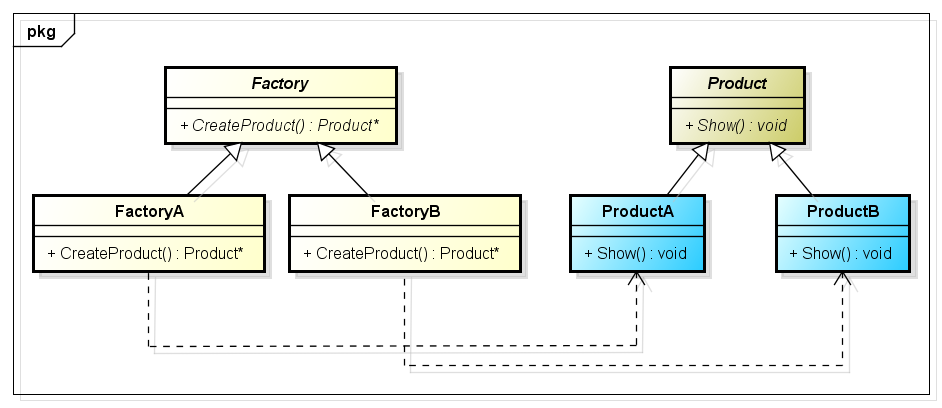 pkg
Factory
+ CreateProduct() : Product*
Product
+ Show() : void
FactoryA
+ CreateProduct() : Product*
FactoryB
+ CreateProduct() : Product*
ProductA
+ Show() : void
ProductB
+ Show() : void